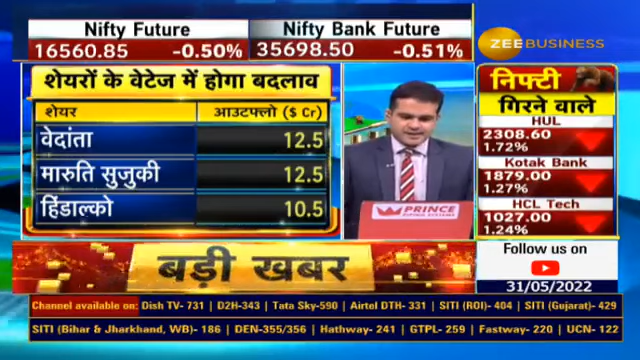 Nifty Future
16560.85 -0.50%
Nifty Bank Future
35698.50 -0.51%
ZEE BUSINESS
शेयरों के वेटेज में होगा बदलाव
शेयर आउटफ्लो ($ Cr)
वेदांता 12.5
मारुति सुजुकी 12.5
हिंडाल्को 10.5
PRINCE
PIPING SYSTEMS
निफ्टी
गिरने वाले
HUL
2308.60
1.72%
Kotak Bank
1879.00
1.27%
HCL Tech
1027.00
1.24%
बड़ी खबर
Follow us on
31/05/2022
Channel available on: Dish TV- 731 | D2H-343 | Tata Sky-590 | Airtel DTH- 331 | SITI (ROI)- 404 | SITI (Gujarat)- 429
SITI (Bihar & Jharkhand, WB)- 186 | DEN-355/356 | Hathway- 241 | GTPL- 259 | Fastway- 220 | UCN- 122